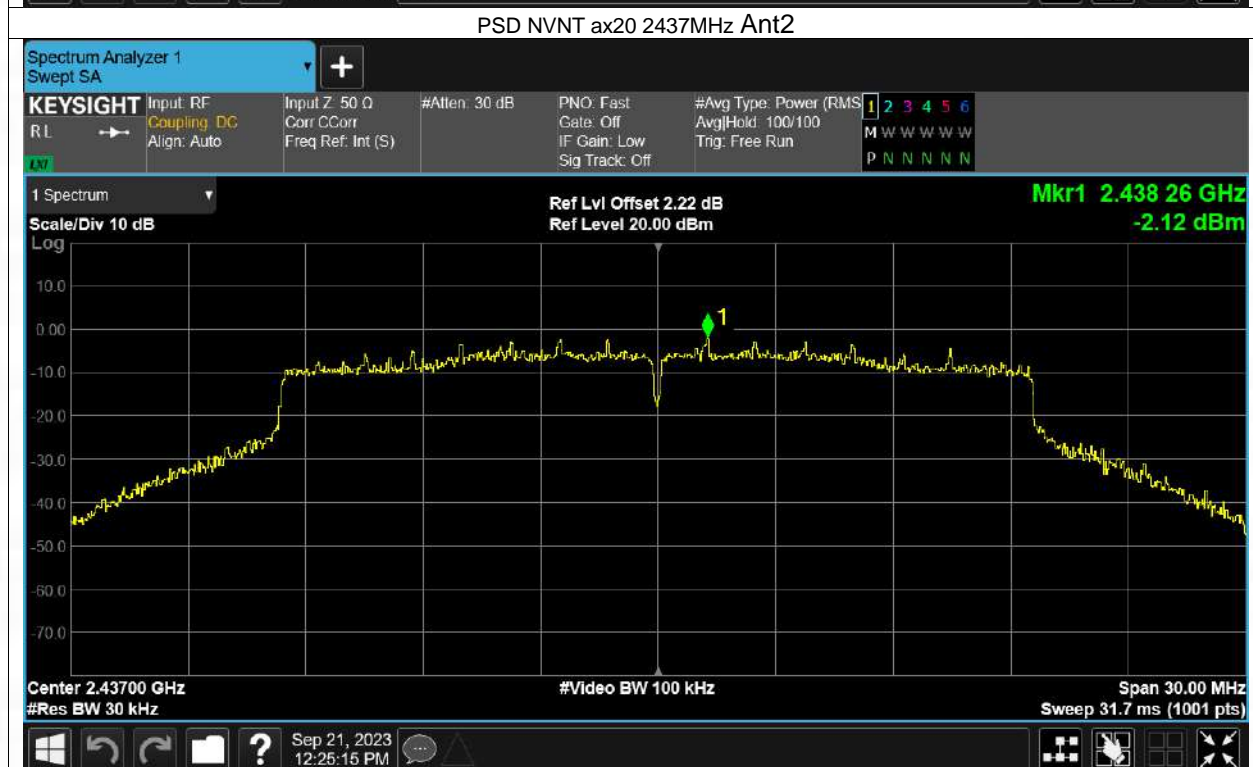 PSD NVNT ax20 2437MHz Ant2
Spectrum Analyzer 1
Swept SA
+
KEYSIGHT
RL
Input: RF
Coupling: DC
Align: Auto
Input Z: 50 Ω
Corr CCorr
Freq Ref: Int (S)
#Atten: 30 dB
PNO: Fast
Gate: Off
IF Gain: Low
Sig Track: Off
#Avg Type: Power (RMS
Avg|Hold: 100/100
Trig: Free Run
1 2 3 4 5 6
M W W W W W
P N N N N N
1 Spectrum
Scale/Div 10 dB
Log
Ref Lvl Offset 2.22 dB
Ref Level 20.00 dBm
Mkr1 2.438 26 GHz
-2.12 dBm
10.0
0.00
-10.0
-20.0
-30.0
-40.0
-50.0
-60.0
-70.0
1
Center 2.43700 GHz
#Res BW 30 kHz
#Video BW 100 kHz
Span 30.00 MHz
Sweep 31.7 ms (1001 pts)
?
Sep 21, 2023
12:25:15 PM